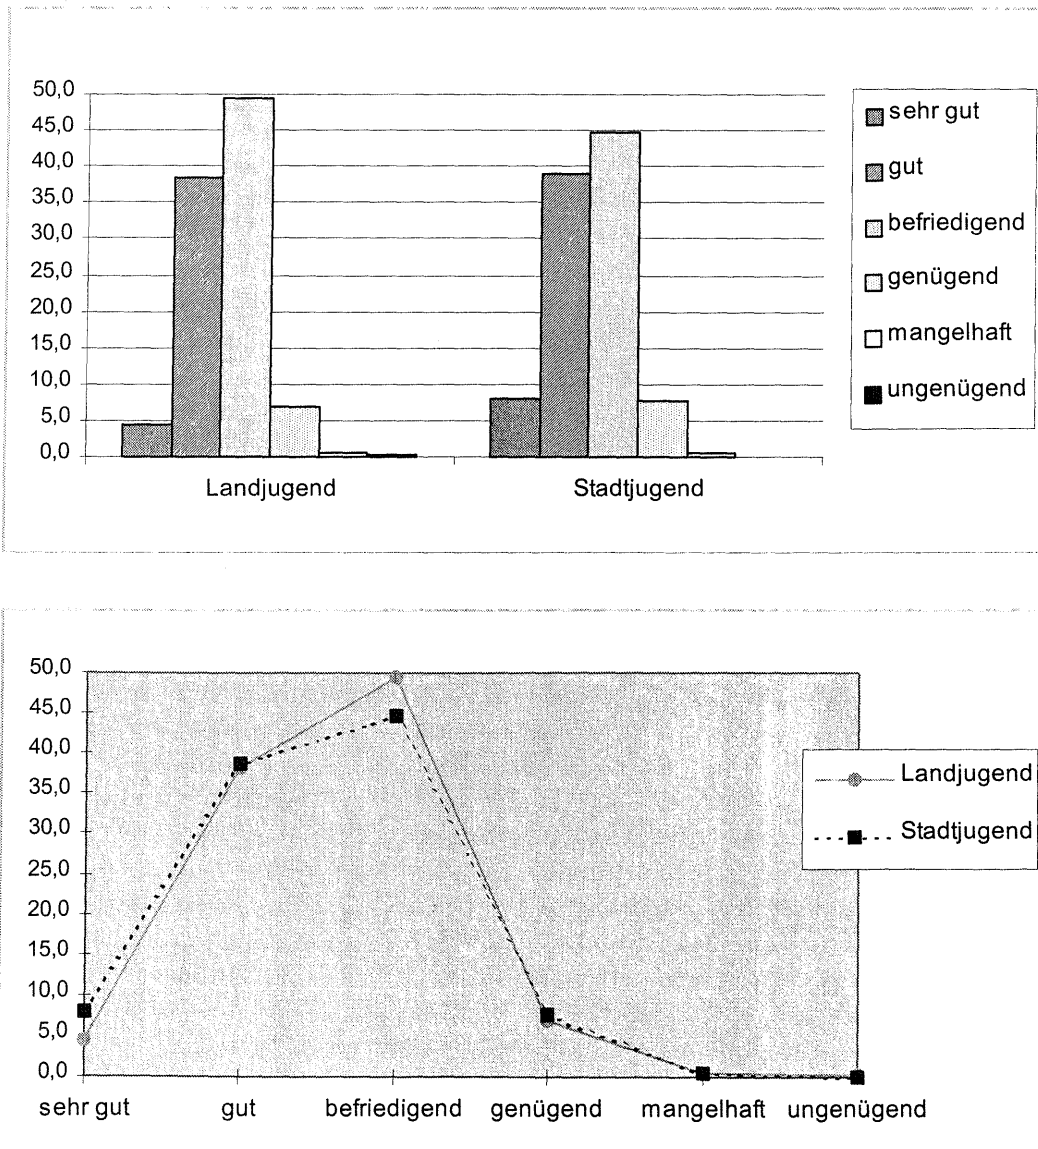 50,0
45,0
40,0
35,0
30,0
25,0
20,0
15,0
10,0
5,0
0,0
Landjugend
Stadtjugend
sehr gut
gut
befriedigend
genügend
mangelhaft
ungenügend
50,0
45,0
40,0
35,0
30,0
25,0
20,0
15,0
10,0
5,0
0,0
sehr gut gut befriedigend genügend mangelhaft ungenügend
Landjugend
Stadtjugend